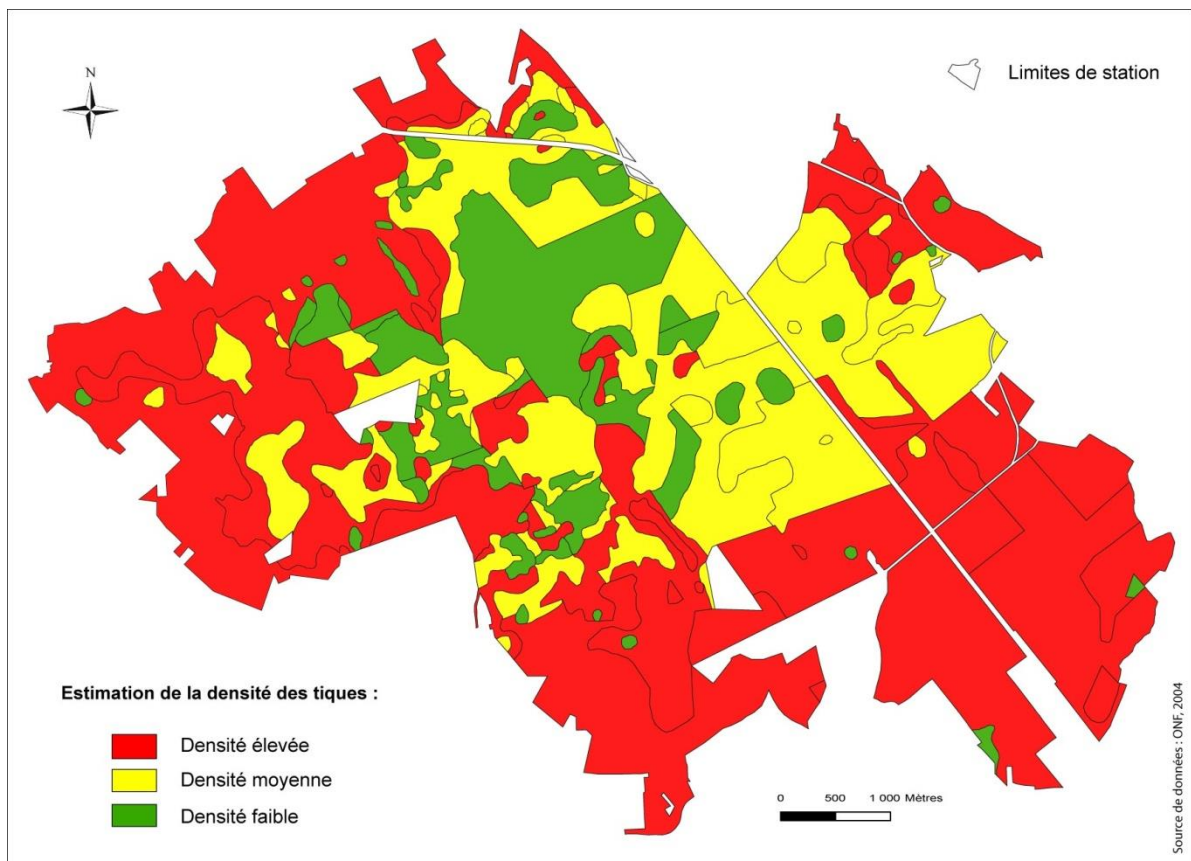 N
Limites de station
Estimation de la densité des tiques :
Densité élevée
Densité moyenne
Densité faible
0 500 1 000 Mètres
Source de données : ONF, 2004